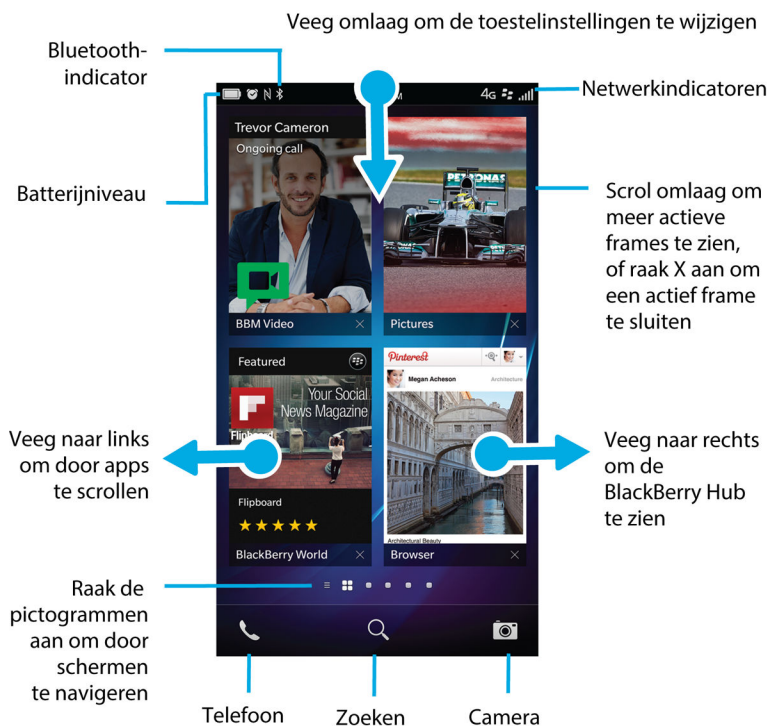 Veeg omlaag om de toestelinstellingen te wijzigen
Bluetooth-
indicator
Netwerkindicatoren
4G
M
Batterijniveau
Trevor Cameron
Ongoing call
BBM Video
PETRONAS
Pictures
Scrol omlaag om
meer actieve
frames te zien,
of raak X aan om
een actief frame
te sluiten
Featured
Your Social
News Magazine
Flipboard
Flipboard
BlackBerry World
Pinterest
Megan Acheson
Architecture
Architectural Beauty
Browser
Veeg naar links
om door apps
te scrollen
Veeg naar rechts
om de
BlackBerry Hub
te zien
Raak de
pictogrammen
aan om door
schermen
te navigeren
Telefoon
Zoeken
Camera